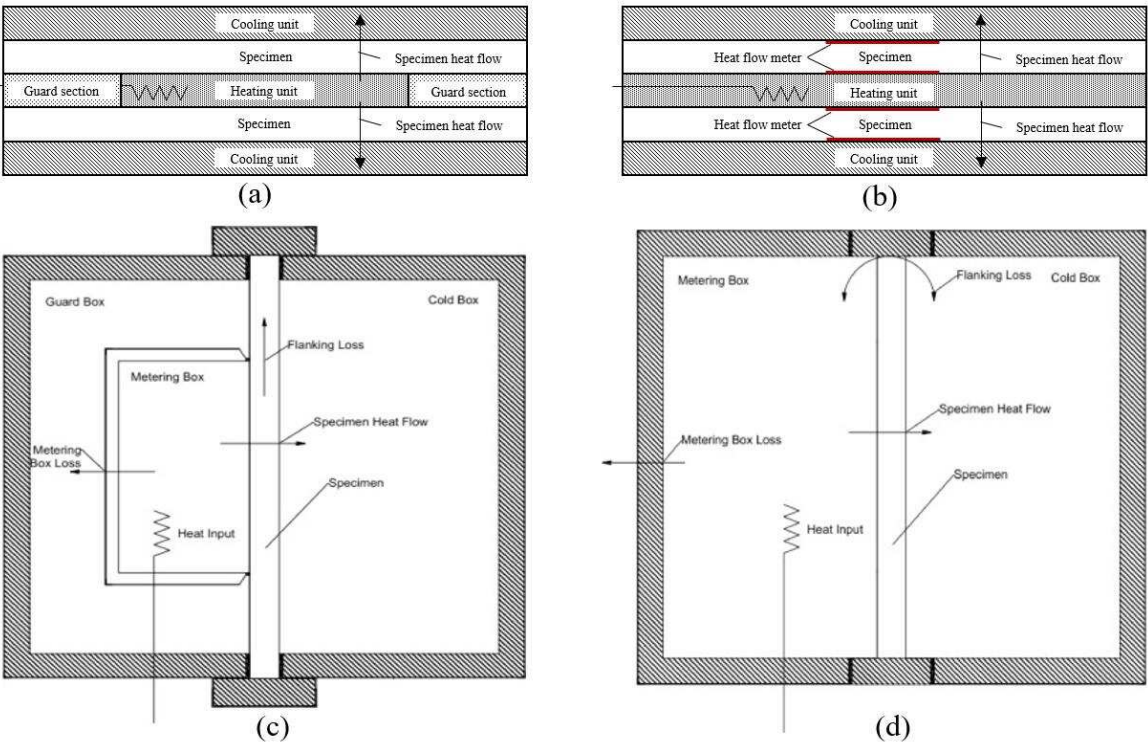 Cooling unit
Specimen
Specimen heat flow
Guard section
Heating unit
Guard section
Specimen
Specimen heat flow
Cooling unit
(a)
Cooling unit
Heat flow meter
Specimen
Specimen heat flow
Heating unit
Heat flow meter
Specimen
Specimen heat flow
Cooling unit
(b)
Guard Box
Cold Box
Flanking Loss
Metering Box
Specimen Heat Flow
Metering
Box Loss
Specimen
Heat Input
(c)
Metering Box
Flanking Loss
Cold Box
Specimen Heat Flow
Metering Box Loss
Specimen
Heat Input
(d)